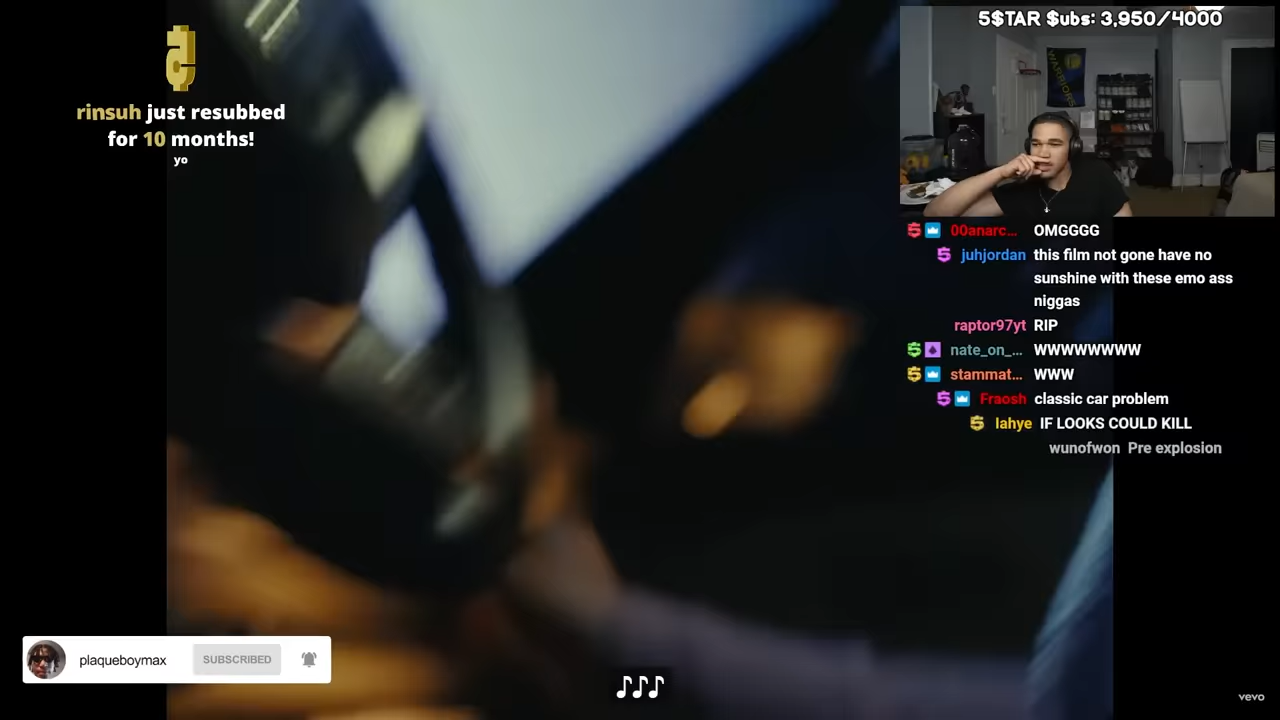 5$TAR $ubs: 3,950/4000
rinsuh just resubbed
for 10 months!
yo
WARRIORS
00anarc... OMGGGG
juhjordan this film not gone have no
sunshine with these emo ass
niggas
raptor97yt RIP
nate_on_... WWWWWWWW
stammat... WWW
Fraosh classic car problem
lahye IF LOOKS COULD KILL
wunofwon Pre explosion
plaqueboymax SUBSCRIBED
♪♪♪
vevo